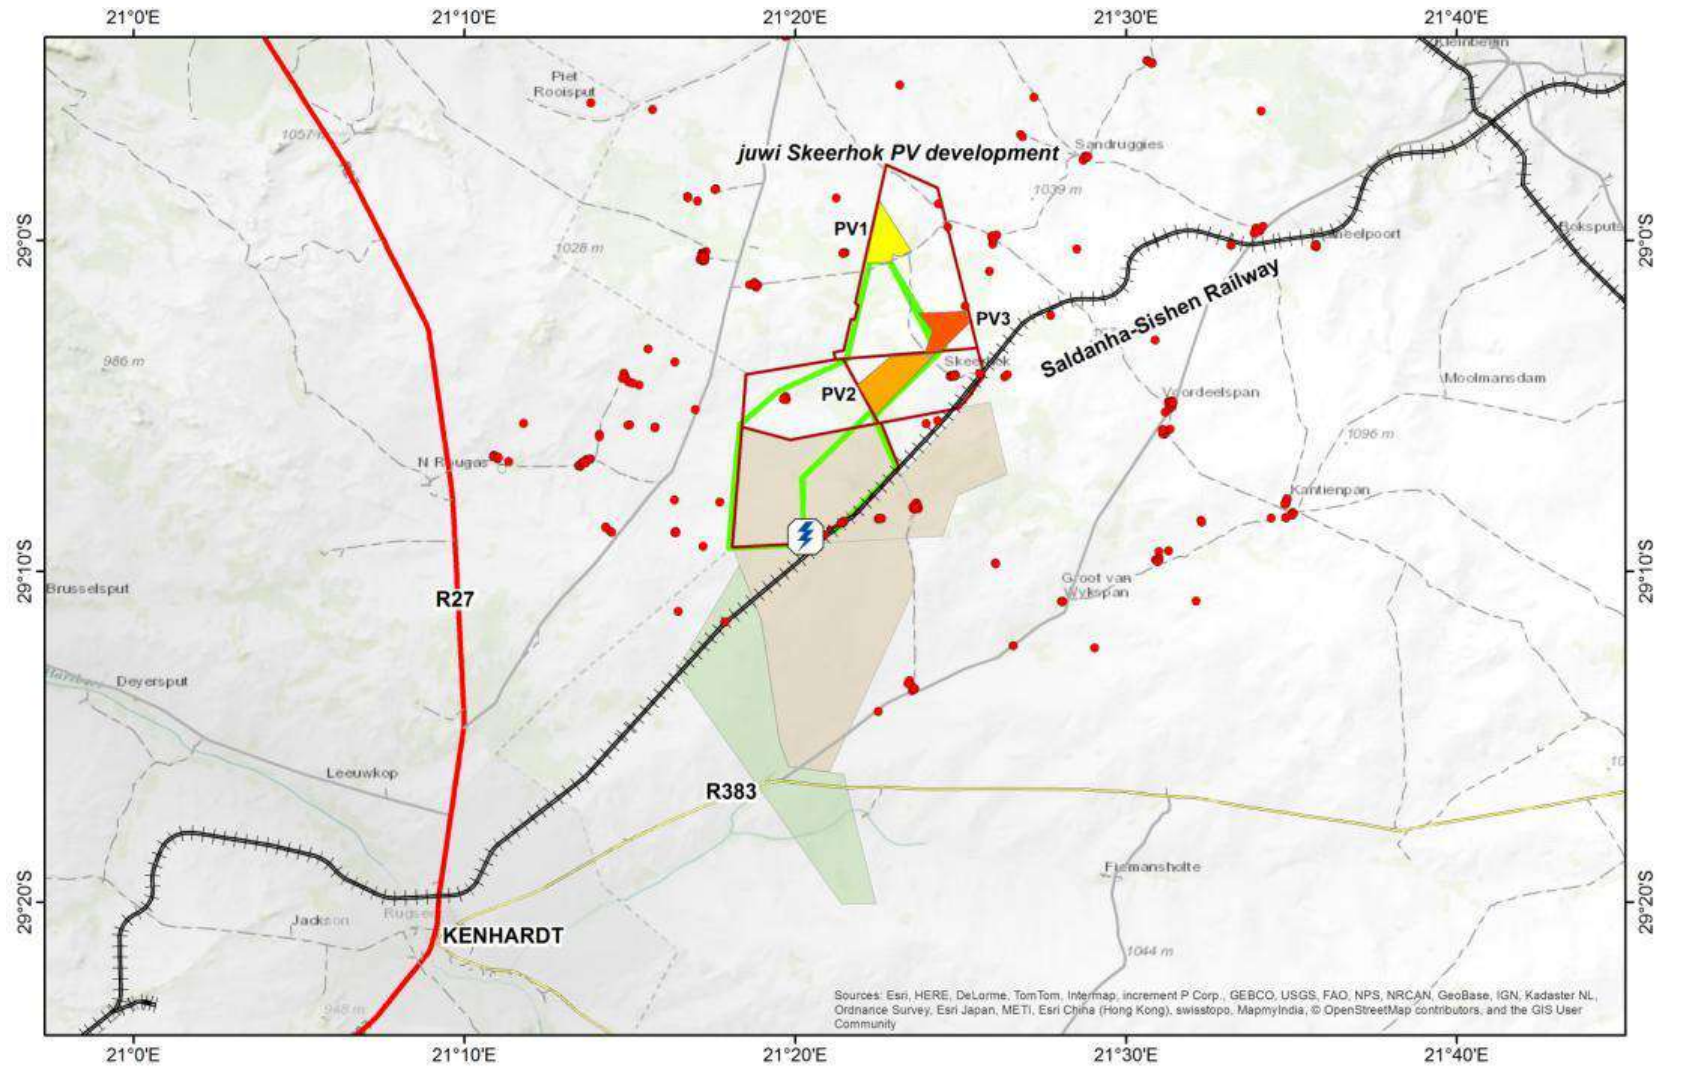 21°0'E
21°10'E
21°20'E
21°30'E
21°40'E
Kleinbegin
Piet
Rooisput
1057 m
juwi Skeerhok PV development
Sandruggies
1039 m
PV1
1028 m
29°0'S
29°0'S
Boksputs
PV3
Saldanha-Sishen Railway
986 m
Skeerhok
PV2
Voordeelspan
Moolmansdam
1096 m
N Rougas
Kantienpan
29°10'S
29°10'S
Brusselsput
R27
Groot van
Wykspan
Deyersput
Leeuwkop
R383
Fiemansholte
29°20'S
29°20'S
Jackson
KENHARDT
1044 m
948 m
Sources: Esri, HERE, DeLorme, TomTom, Intermap, increment P Corp., GEBCO, USGS, FAO, NPS, NRCAN, GeoBase, IGN, Kadaster NL,
Ordnance Survey, Esri Japan, METI, Esri China (Hong Kong), swisstopo, MapmyIndia, © OpenStreetMap contributors, and the GIS User
Community
21°0'E
21°10'E
21°20'E
21°30'E
21°40'E